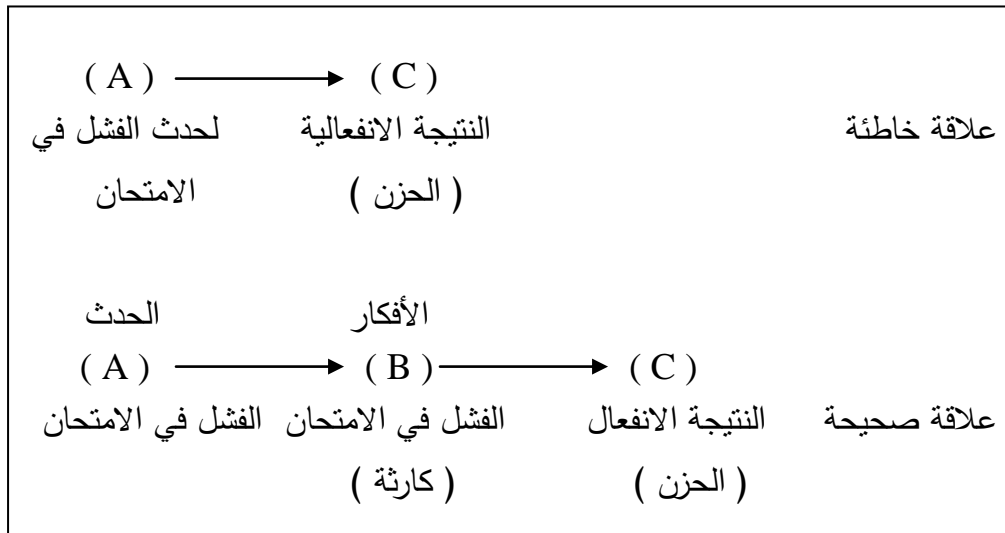 ( A ) ( C )
علاقة خاطئة النتيجة الانفعالية لحدث الفشل في
( الحزن ) الامتحان
الأفكار الحدث
( A ) ( B ) ( C )
علاقة صحيحة النتيجة الانفعال الفشل في الامتحان الفشل في الامتحان
( الحزن ) ( كارثة )